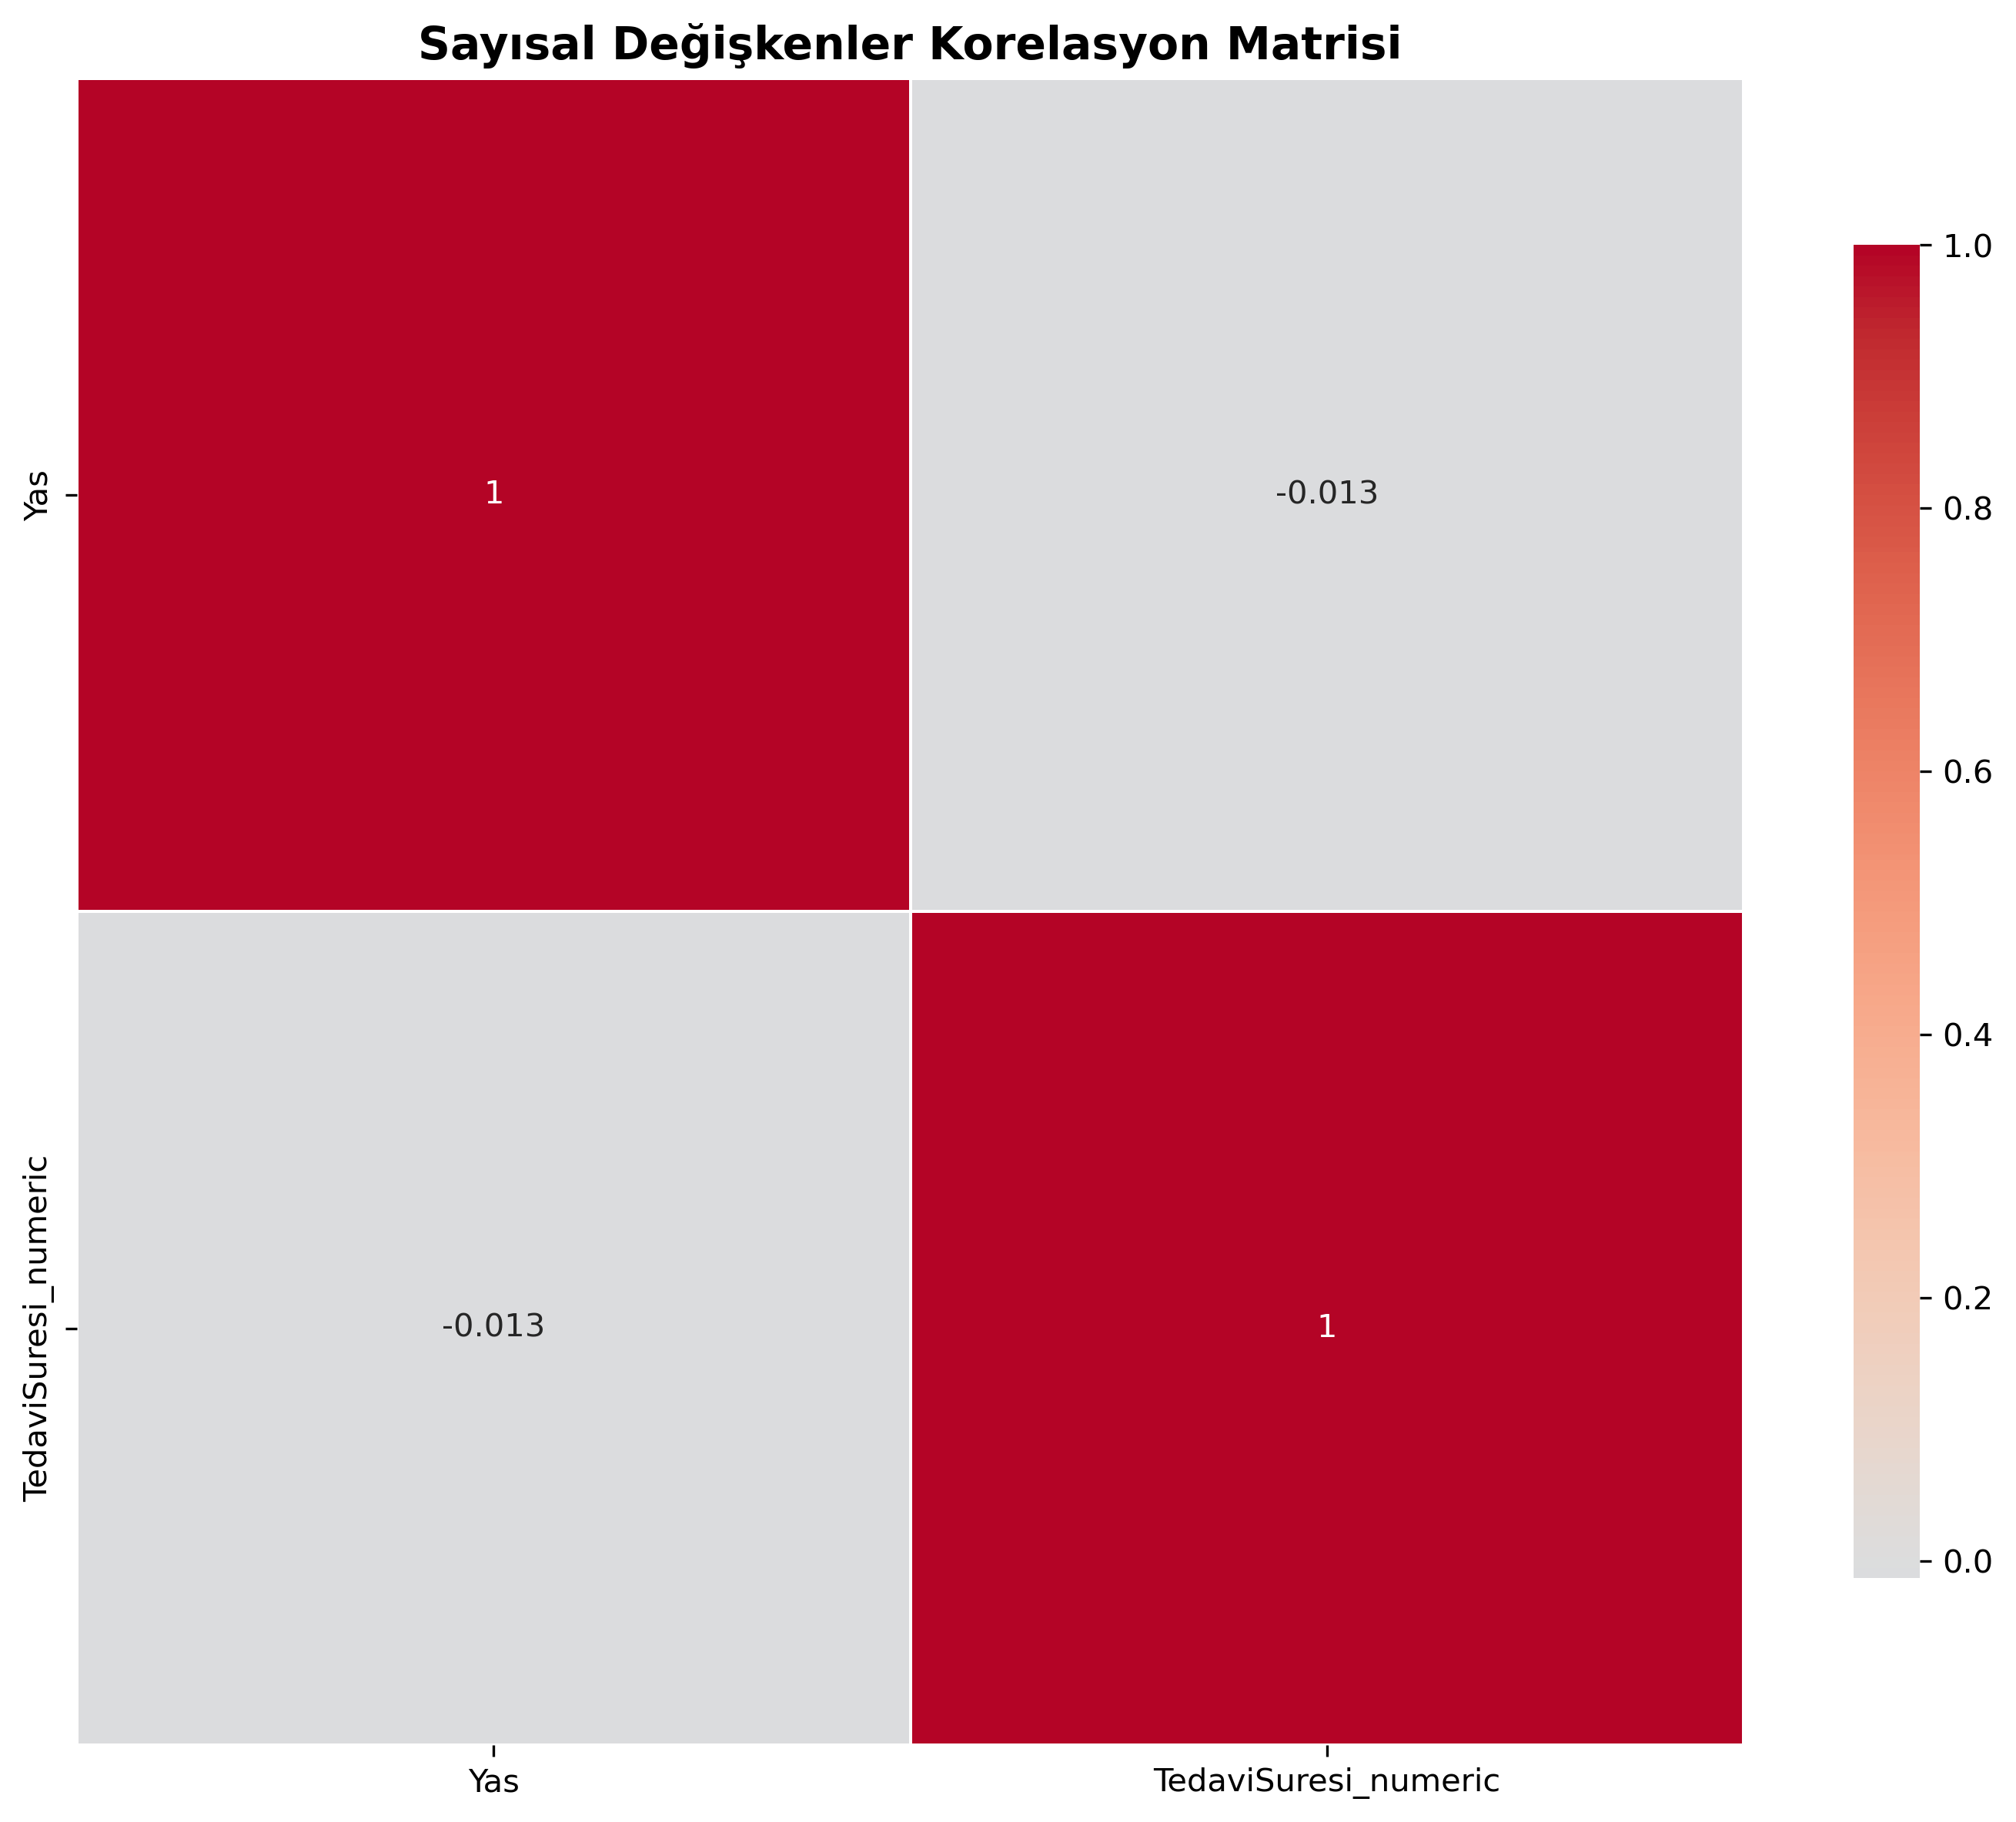 Sayısal Değişkenler Korelasyon Matrisi
Yas
1
-0.013
TedaviSuresi_numeric
-0.013
1
Yas
TedaviSuresi_numeric
1.0
0.8
0.6
0.4
0.2
0.0